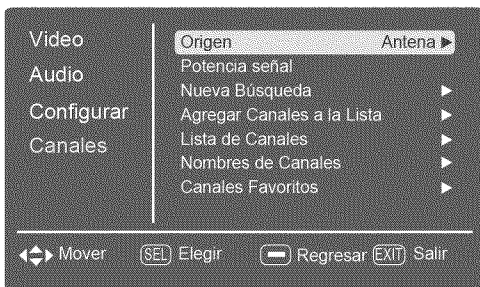 Video
Audio
Configurar
Canales
Origen Antena
Potencia señal
Nueva Búsqueda
Agregar Canales a la Lista
Lista de Canales
Nombres de Canales
Canales Favoritos
Mover SEL Elegir Regresar EXIT Salir